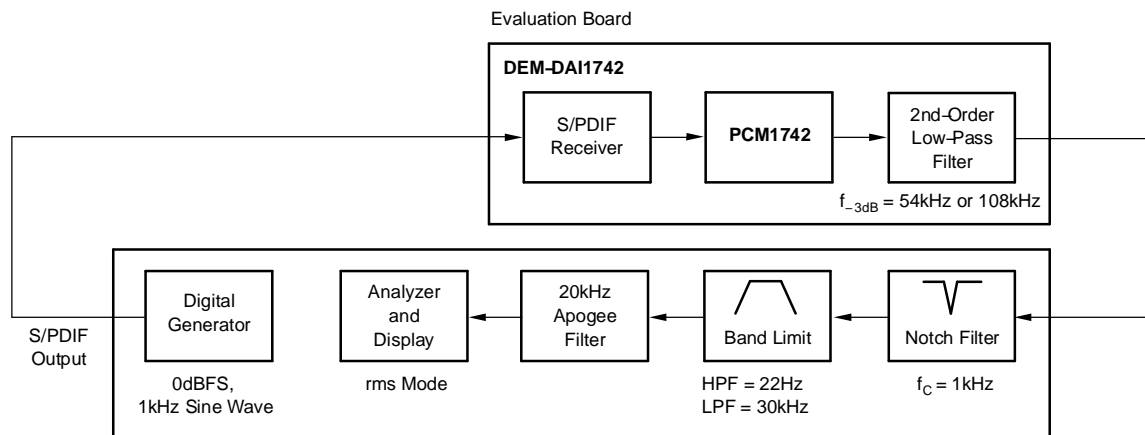 Evaluation Board
DEM–DAI1742
S/PDIF
Receiver
PCM1742
2nd-Order
Low–Pass
Filter
f–3dB = 54kHz or 108kHz
Digital
Generator
Analyzer
and
Display
20kHz
Apogee
Filter
Band Limit
Notch Filter
S/PDIF
Output
0dBFS,
1kHz Sine Wave
rms Mode
HPF = 22Hz
LPF = 30kHz
fC = 1kHz